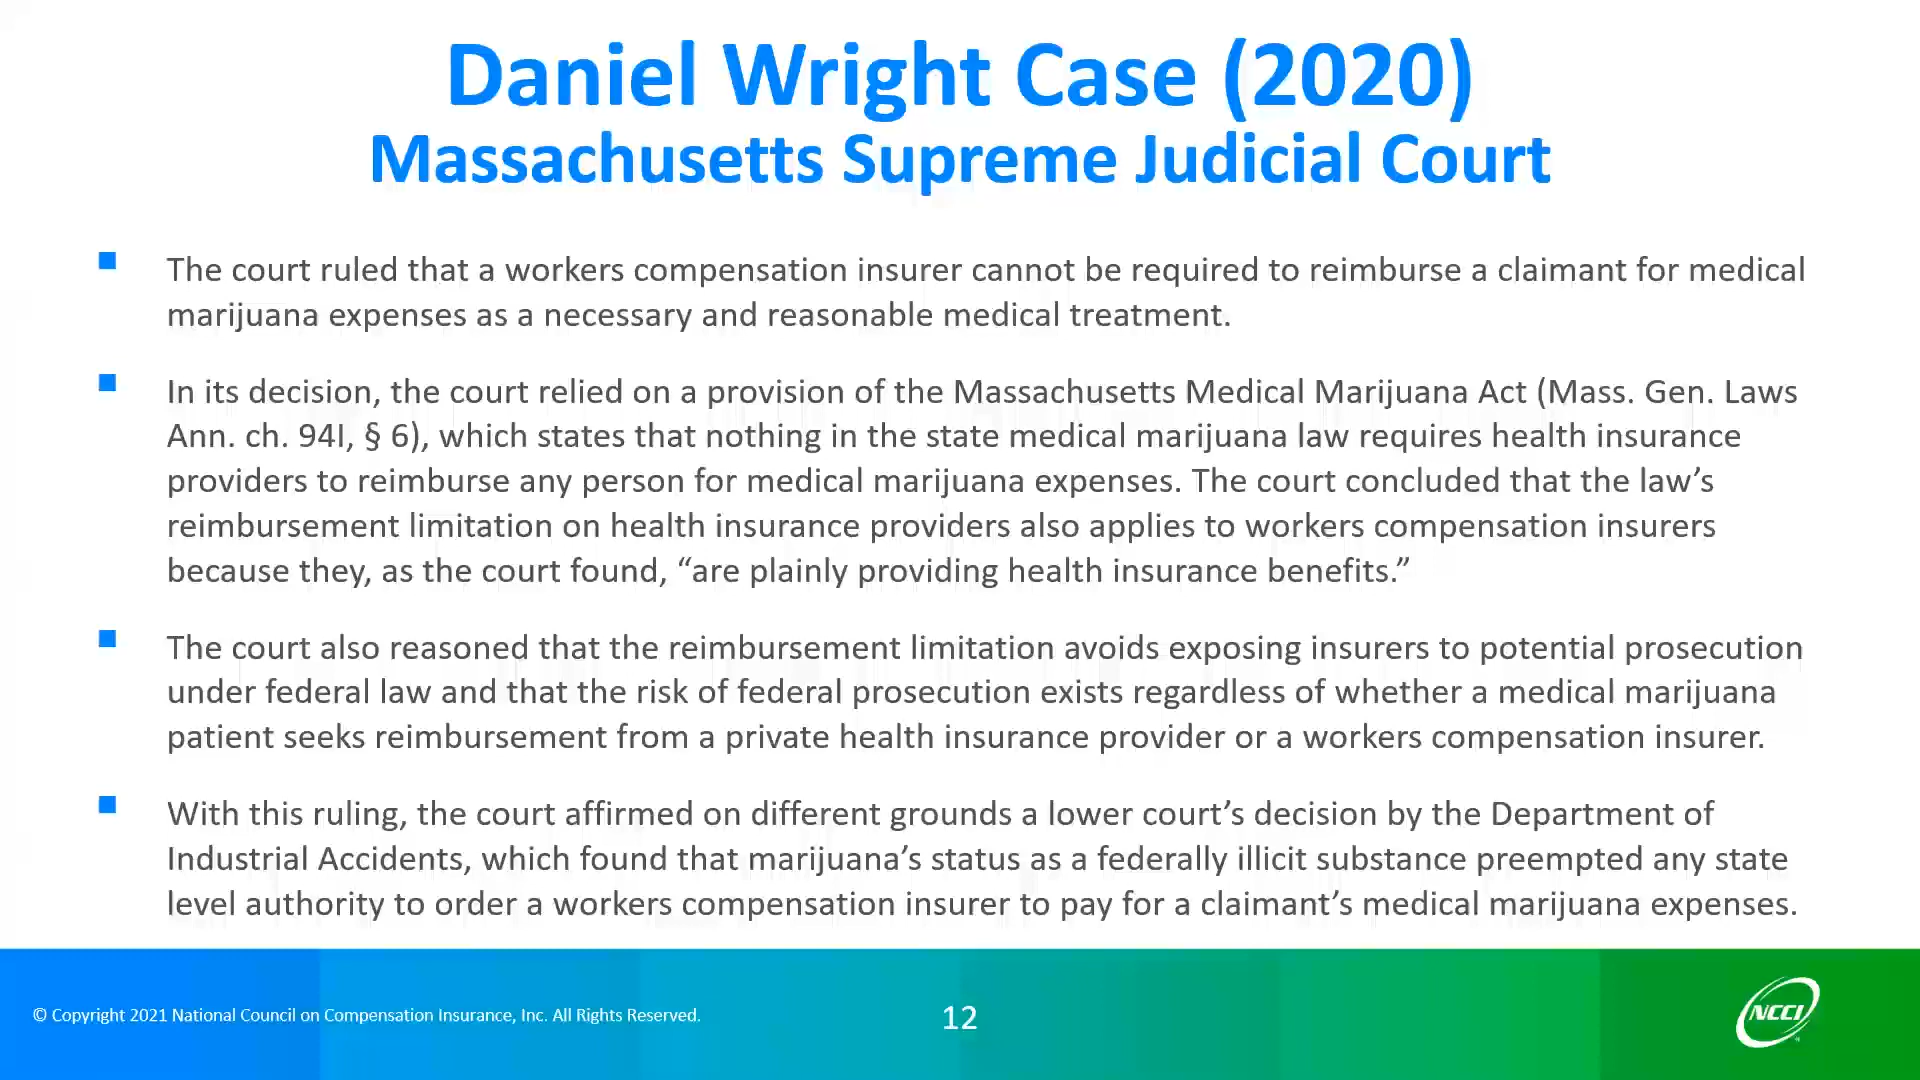 Daniel Wright Case (2020)
Massachusetts Supreme Judicial Court
▪ The court ruled that a workers compensation insurer cannot be required to reimburse a claimant for medical
marijuana expenses as a necessary and reasonable medical treatment.
▪ In its decision, the court relied on a provision of the Massachusetts Medical Marijuana Act (Mass. Gen. Laws
Ann. ch. 94I, § 6), which states that nothing in the state medical marijuana law requires health insurance
providers to reimburse any person for medical marijuana expenses. The court concluded that the law’s
reimbursement limitation on health insurance providers also applies to workers compensation insurers
because they, as the court found, “are plainly providing health insurance benefits.”
▪ The court also reasoned that the reimbursement limitation avoids exposing insurers to potential prosecution
under federal law and that the risk of federal prosecution exists regardless of whether a medical marijuana
patient seeks reimbursement from a private health insurance provider or a workers compensation insurer.
▪ With this ruling, the court affirmed on different grounds a lower court’s decision by the Department of
Industrial Accidents, which found that marijuana’s status as a federally illicit substance preempted any state
level authority to order a workers compensation insurer to pay for a claimant’s medical marijuana expenses.
© Copyright 2021 National Council on Compensation Insurance, Inc. All Rights Reserved.
12
NCCI